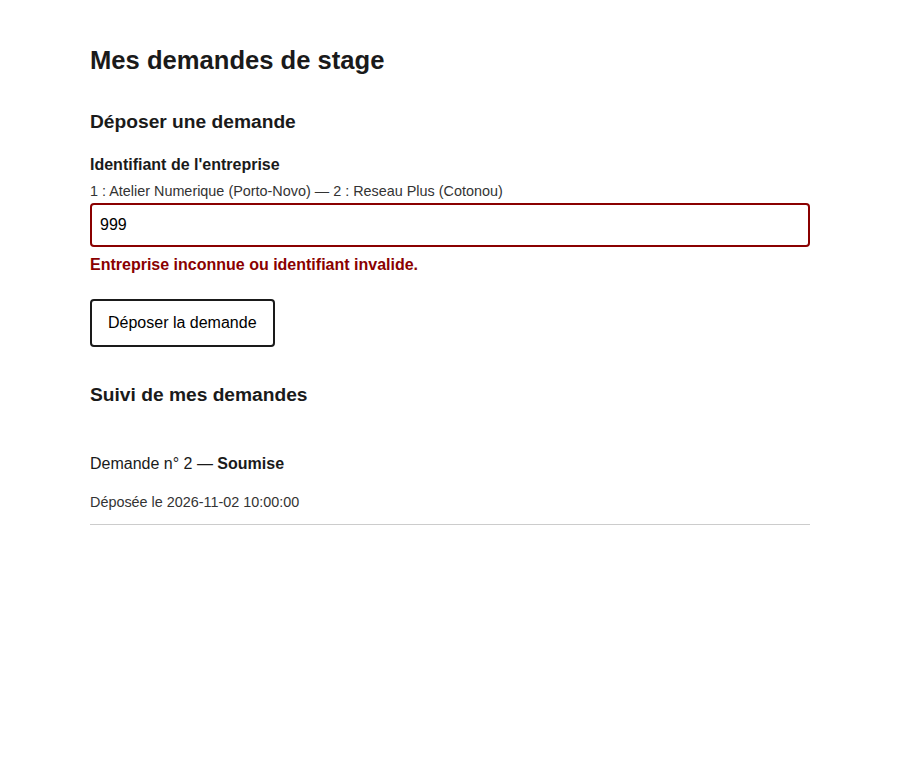 Mes demandes de stage
Déposer une demande
Identifiant de l'entreprise
1 : Atelier Numerique (Porto-Novo) — 2 : Reseau Plus (Cotonou)
999
Entreprise inconnue ou identifiant invalide.
Déposer la demande
Suivi de mes demandes
Demande n° 2 — Soumise
Déposée le 2026-11-02 10:00:00